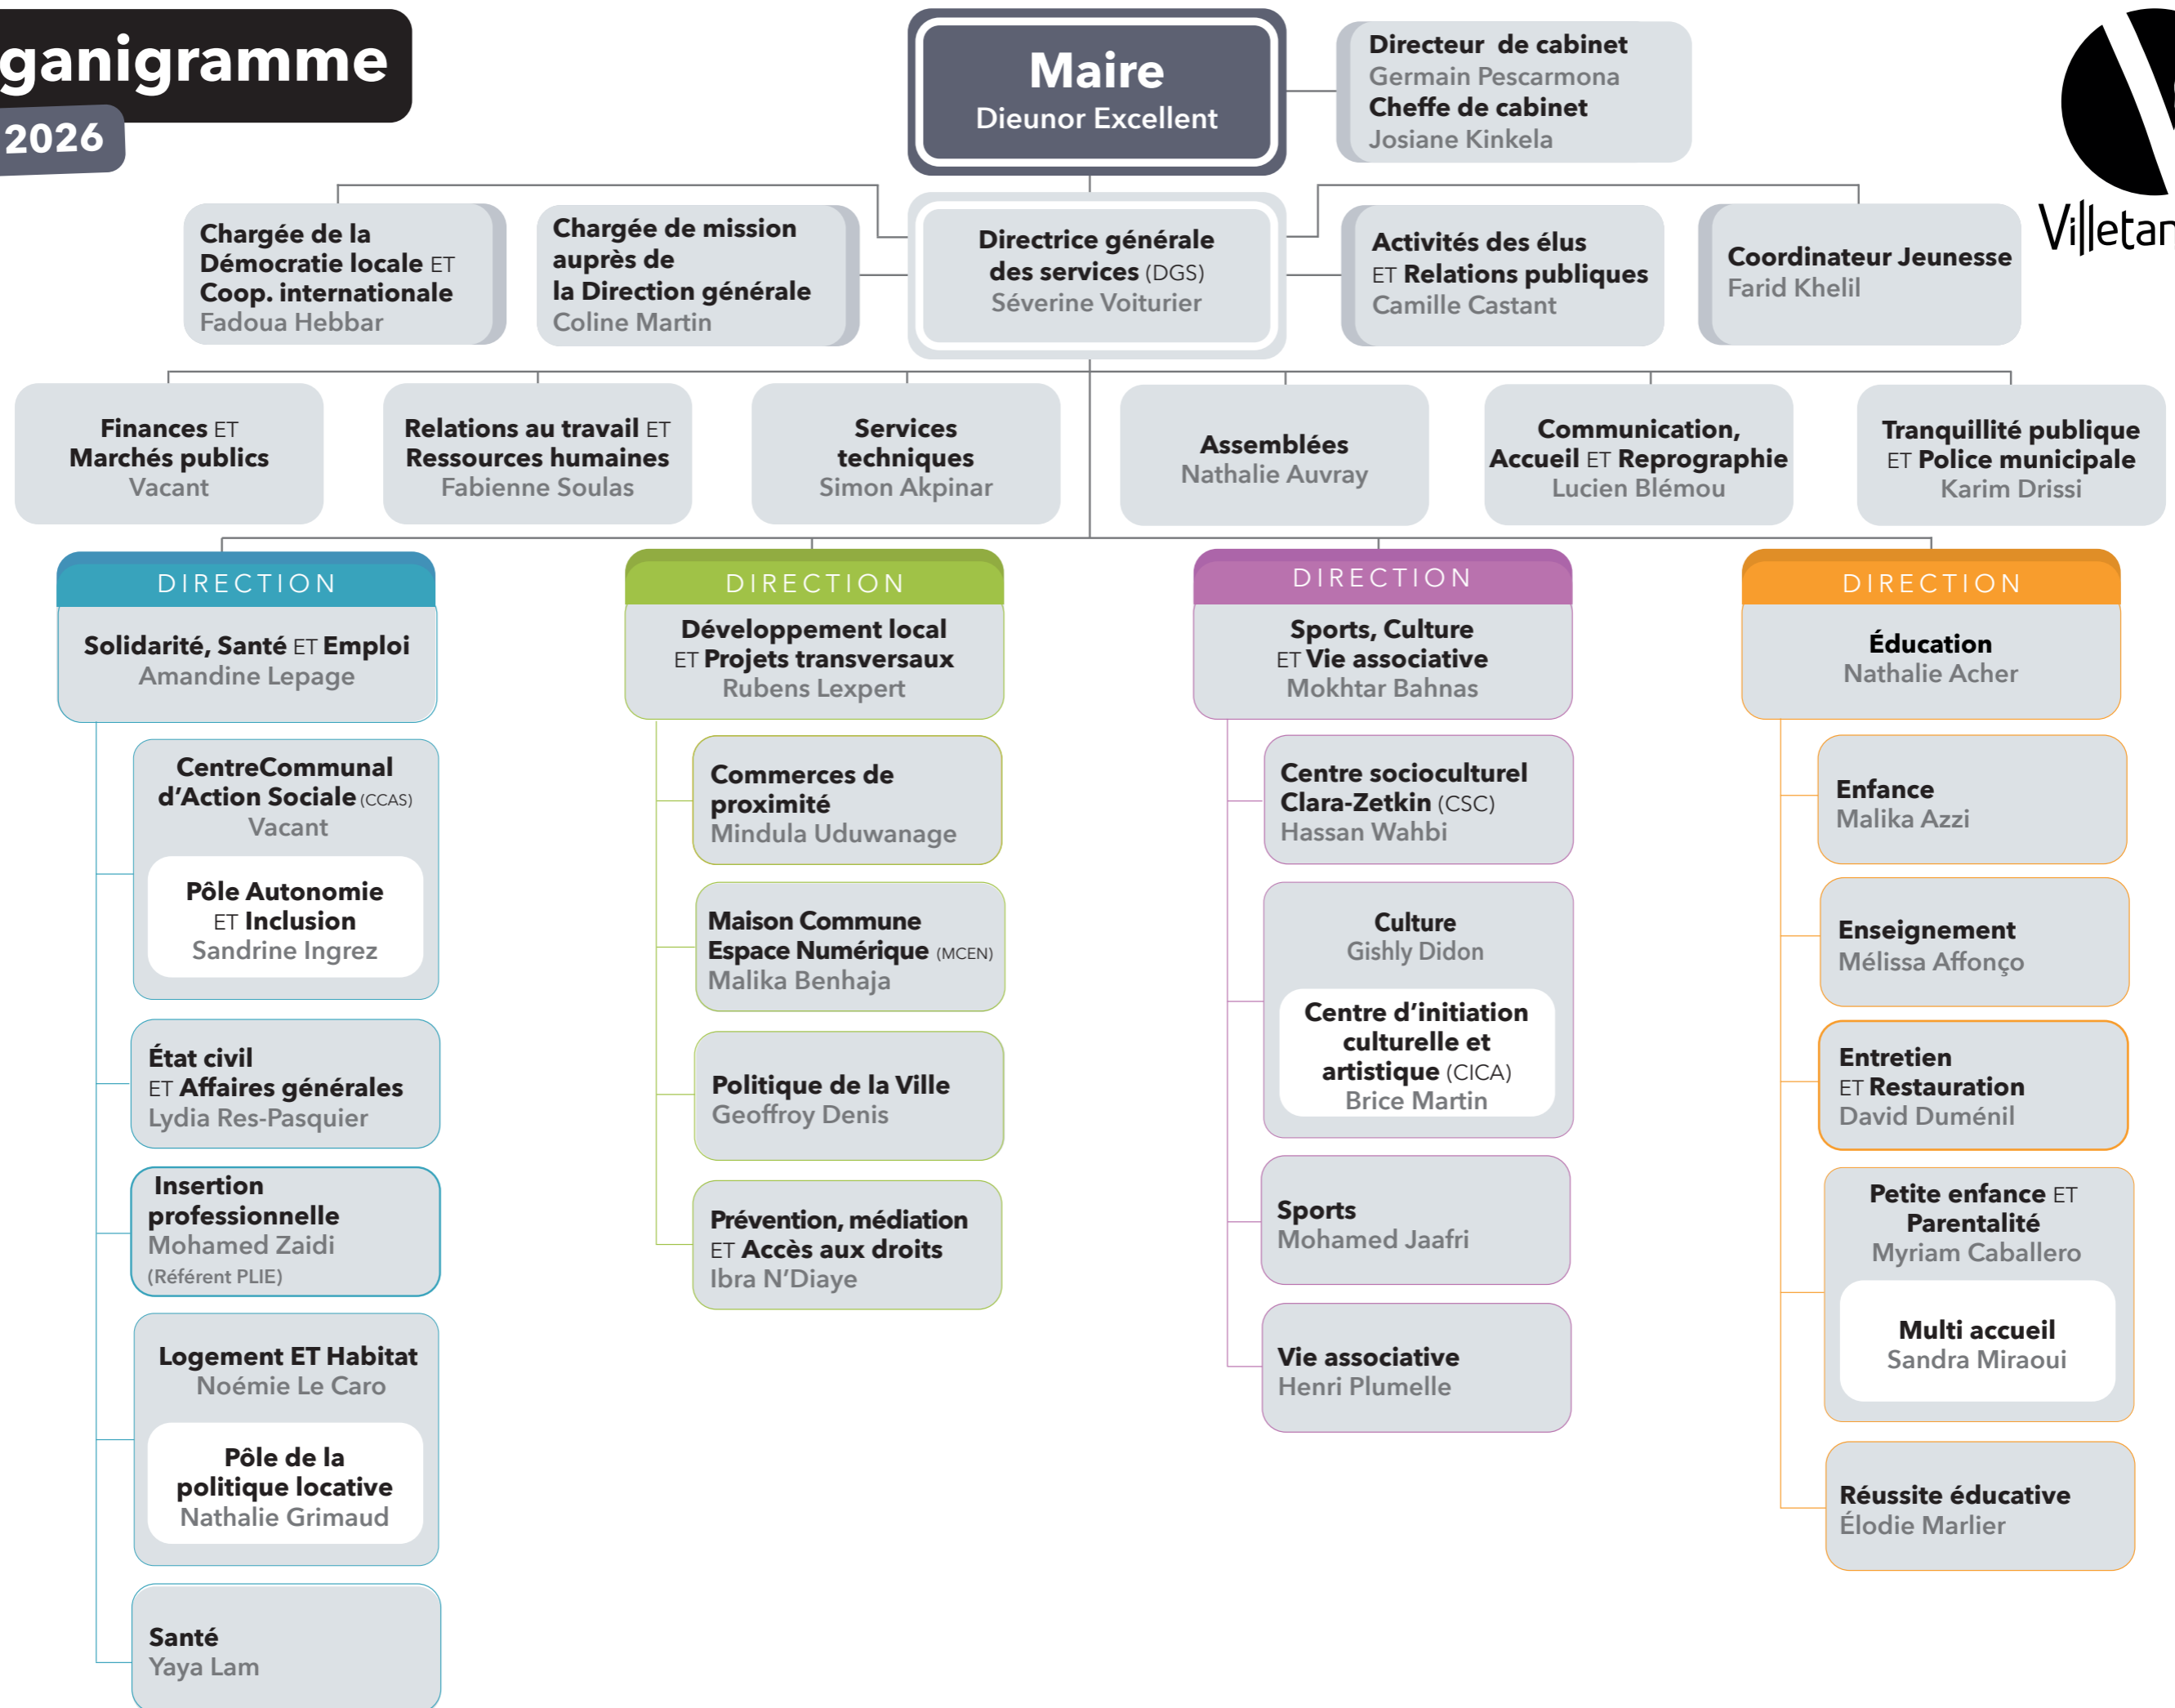 ganigramme
2026
Maire
Dieunor Excellent
Directeur de cabinet
Germain Pescarmona
Cheffe de cabinet
Josiane Kinkela
Villetan
Chargée de la
Démocratie locale ET
Coop. internationale
Fadoua Hebbar
Chargée de mission
auprès de
la Direction générale
Coline Martin
Directrice générale
des services (DGS)
Séverine Voiturier
Activités des élus
ET Relations publiques
Camille Castant
Coordinateur Jeunesse
Farid Khelil
Finances ET
Marchés publics
Vacant
Relations au travail ET
Ressources humaines
Fabienne Soulas
Services
techniques
Simon Akpinar
Assemblées
Nathalie Auvray
Communication,
Accueil ET Reprographie
Lucien Blémou
Tranquillité publique
ET Police municipale
Karim Drissi
DIRECTION
Solidarité, Santé ET Emploi
Amandine Lepage
CentreCommunal
d'Action Sociale (CCAS)
Vacant
Pôle Autonomie
ET Inclusion
Sandrine Ingrez
État civil
ET Affaires générales
Lydia Res-Pasquier
Insertion
professionnelle
Mohamed Zaidi
(Référent PLIE)
Logement ET Habitat
Noémie Le Caro
Pôle de la
politique locative
Nathalie Grimaud
Santé
Yaya Lam
DIRECTION
Développement local
ET Projets transversaux
Rubens Lexpert
Commerces de
proximité
Mindula Uduwanage
Maison Commune
Espace Numérique (MCEN)
Malika Benhaja
Politique de la Ville
Geoffroy Denis
Prévention, médiation
ET Accès aux droits
Ibra N'Diaye
DIRECTION
Sports, Culture
ET Vie associative
Mokhtar Bahnas
Centre socioculturel
Clara-Zetkin (CSC)
Hassan Wahbi
Culture
Gishly Didon
Centre d'initiation
culturelle et
artistique (CICA)
Brice Martin
Sports
Mohamed Jaafri
Vie associative
Henri Plumelle
DIRECTION
Éducation
Nathalie Acher
Enfance
Malika Azzi
Enseignement
Mélissa Affonço
Entretien
ET Restauration
David Duménil
Petite enfance ET
Parentalité
Myriam Caballero
Multi accueil
Sandra Miraoui
Réussite éducative
Élodie Marlier